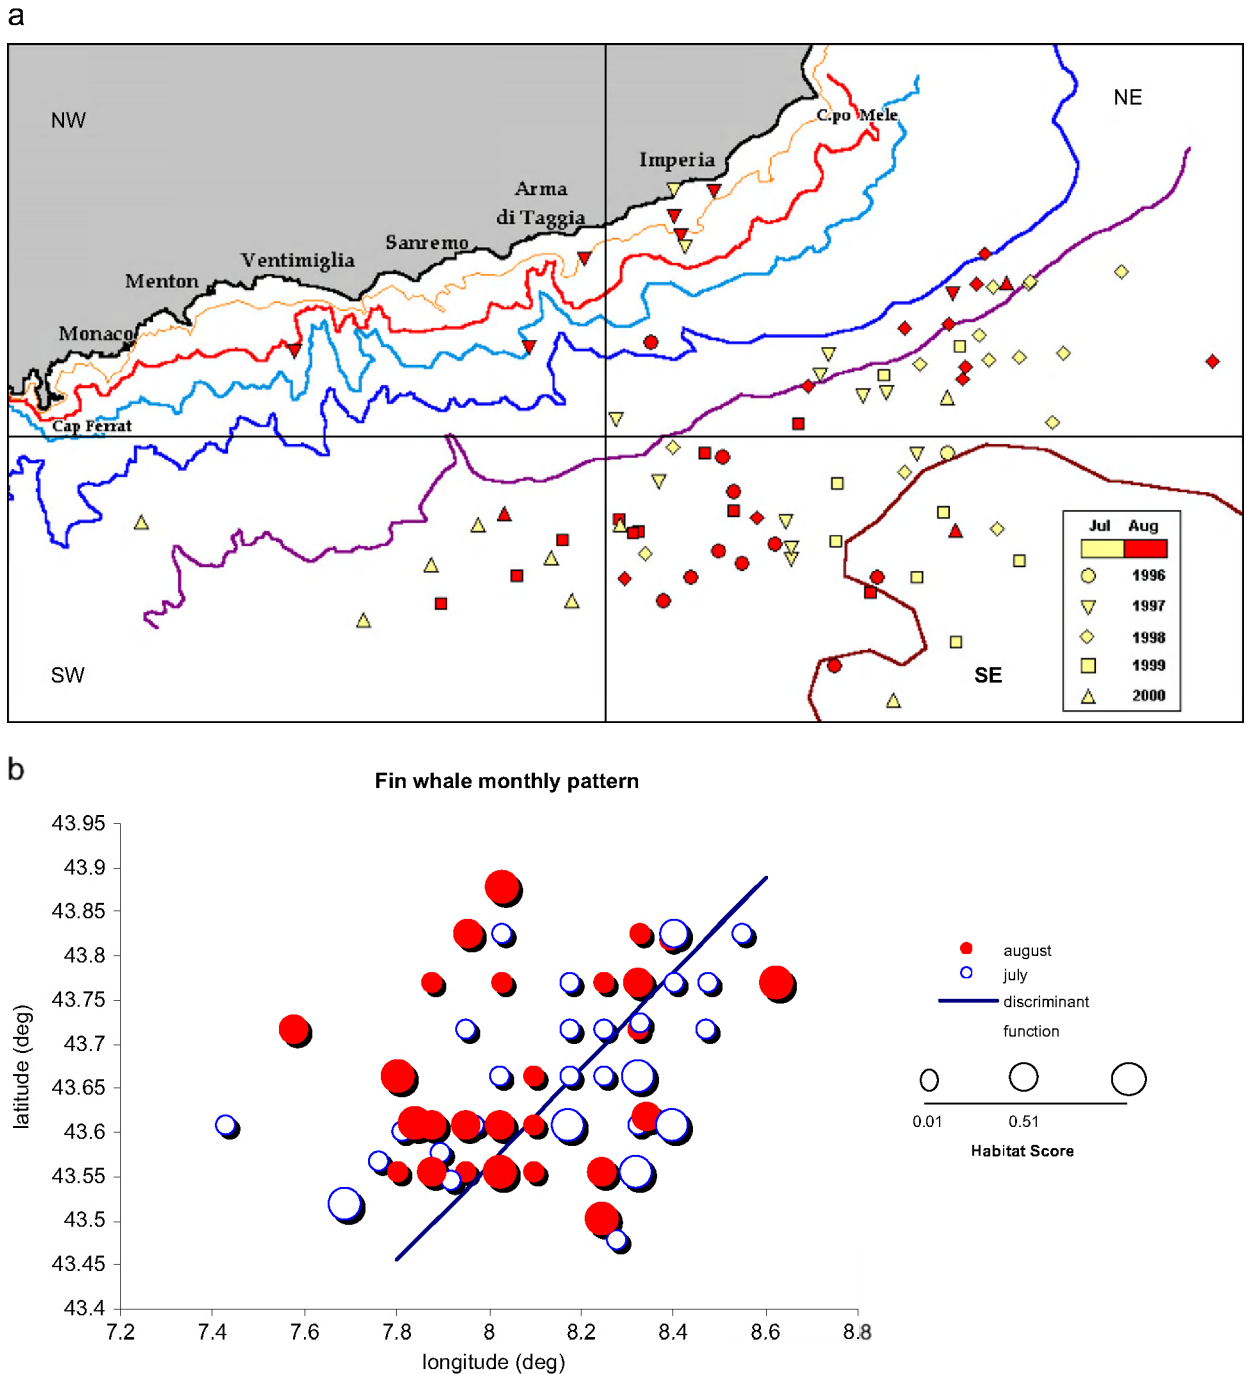 a
NW
NE
C.po Mele
Imperia
Arma
di Taggia
Sanremo
Ventimiglia
Menton
Monaco
Cap Ferrat
Jul Aug
1996
1997
1998
1999
2000
SW
SE
b
Fin whale monthly pattern
43.95
43.9
43.85
43.8
43.75
43.7
43.65
43.6
43.55
43.5
43.45
43.4
latitude (deg)
7.2 7.4 7.6 7.8 8 8.2 8.4 8.6 8.8
longitude (deg)
august
july
discriminant
function
0.01 0.51
Habitat Score